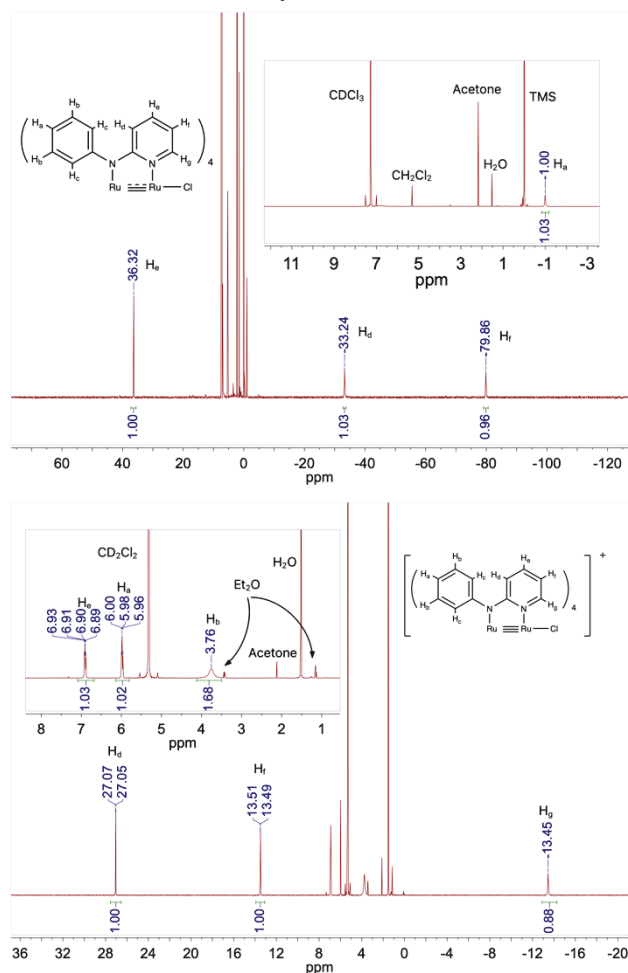 CDCl3
Acetone
TMS
CH2Cl2
H2O
-1.00
Ha
1.03
11 9 7 5 3 1 -1 -3
ppm
Hb
Ha Hc Hd He Hf
Hb N N Hg 4
Hc Ru Ru Cl
36.32
He
-33.24
Hd
-79.86
Hf
1.00
1.03
0.96
60 40 20 0 -20 -40 -60 -80 -100 -120
ppm
CD2Cl2
H2O
Et2O
He
6.93
6.91
6.90
6.89
Ha
6.00
5.98
5.96
Hb
3.76
Acetone
1.03
1.02
1.68
8 7 6 5 4 3 2 1
ppm
+
Hb
Ha Hc Hd He Hf
Hb N N Hg 4
Hc Ru Ru Cl
Hd
27.07
27.05
Hf
13.51
13.49
Hg
-13.45
1.00
1.00
0.88
36 32 28 24 20 16 12 8 4 0 -4 -8 -12 -16 -20
ppm